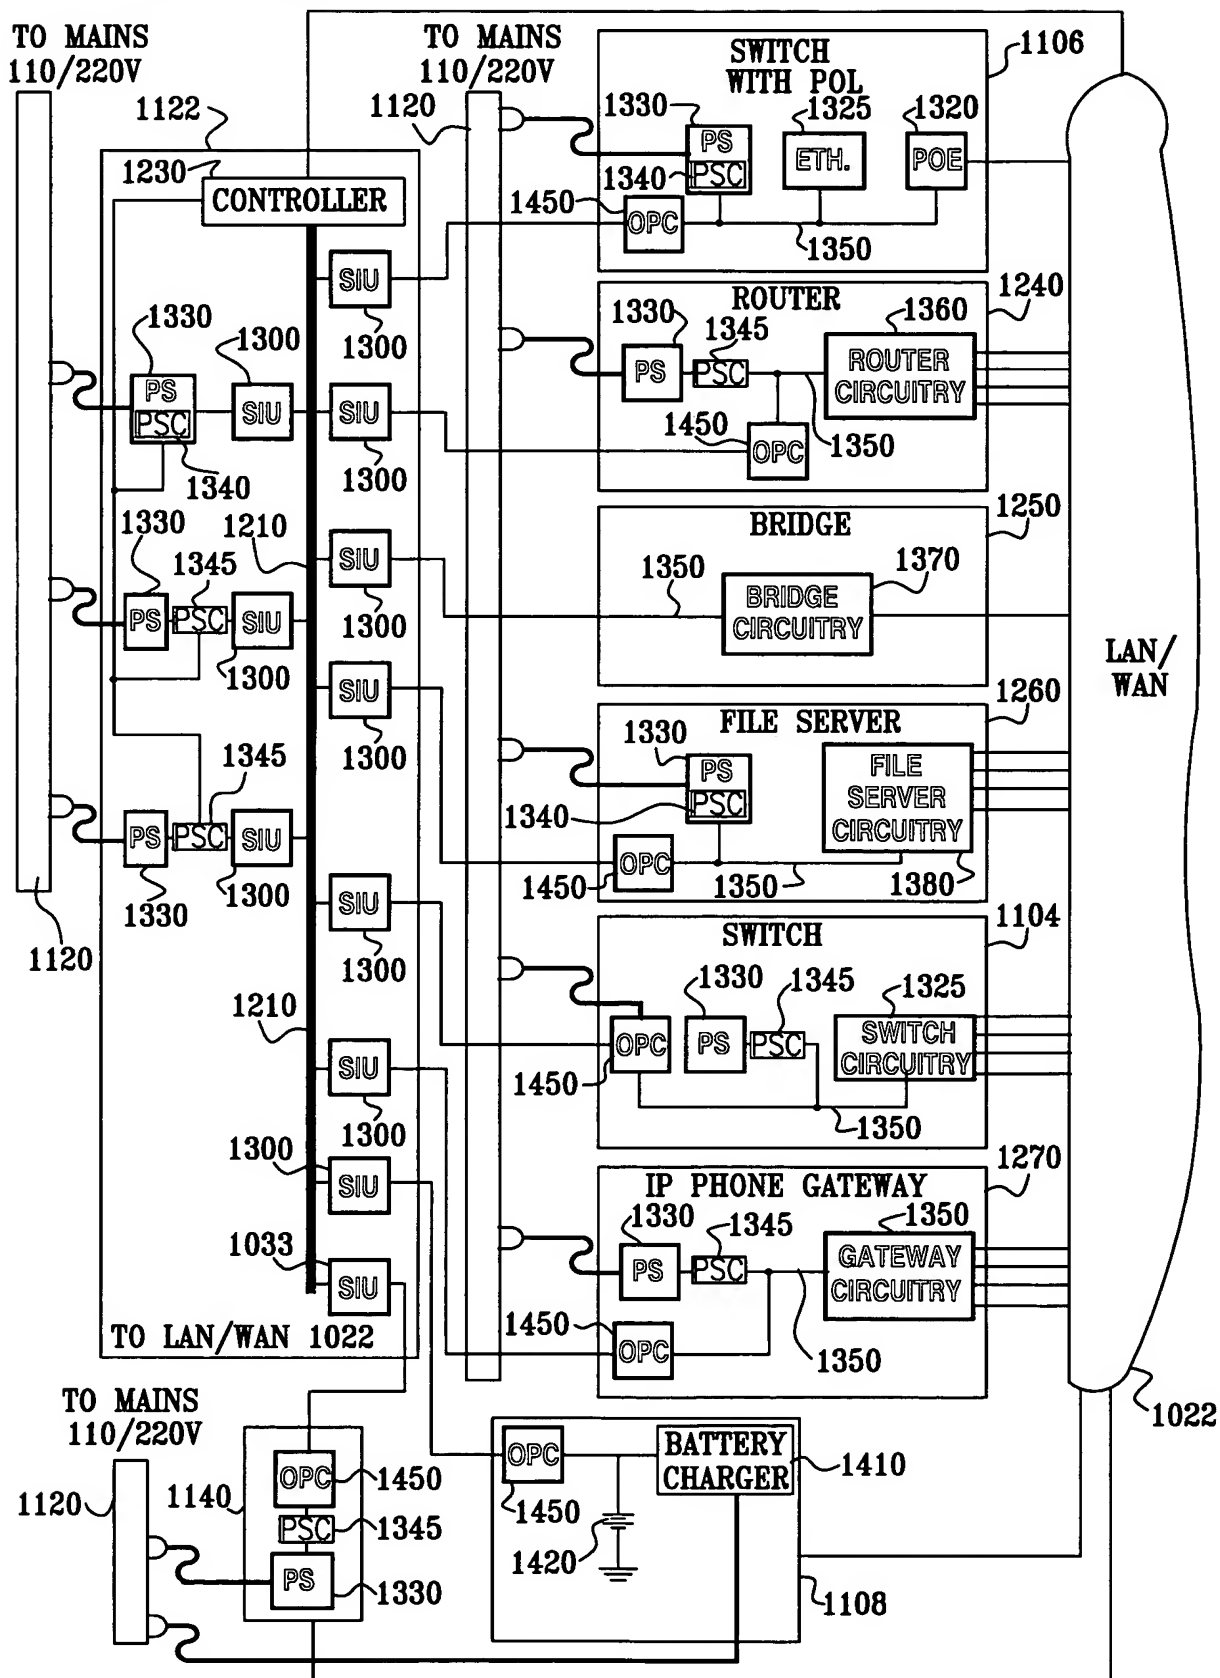 TO MAINS
110/220V
TO MAINS
110/220V
1122
1230
CONTROLLER
1120
SWITCH
WITH POL
1106
1330
1325
1320
PS
PSC
ETH.
POE
1340
1450
OPC
1350
SIU
1300
ROUTER
1240
1330
1345
1360
PS
PSC
ROUTER
CIRCUITRY
1450
OPC
1350
1330
1300
PS
PSC
SIU
SIU
1340
1300
BRIDGE
1250
1350
1370
BRIDGE
CIRCUITRY
1330
1210
1345
SIU
PS
PSC
SIU
1300
1300
LAN/
WAN
FILE SERVER
1260
1330
PS
PSC
1340
FILE
SERVER
CIRCUITRY
OPC
1450
1350
1380
SIU
1300
1345
PS
PSC
SIU
1330
1300
1120
SIU
1300
SWITCH
1104
1330
1345
1325
OPC
PS
PSC
SWITCH
CIRCUITRY
1450
1350
1210
SIU
1300
1300
SIU
1033
SIU
TO LAN/WAN 1022
IP PHONE GATEWAY
1270
1330
1345
1350
PS
PSC
GATEWAY
CIRCUITRY
1450
OPC
1350
1022
TO MAINS
110/220V
1120
1140
OPC
1450
PSC
1345
PS
1330
OPC
1450
BATTERY
CHARGER
1410
1420
1108